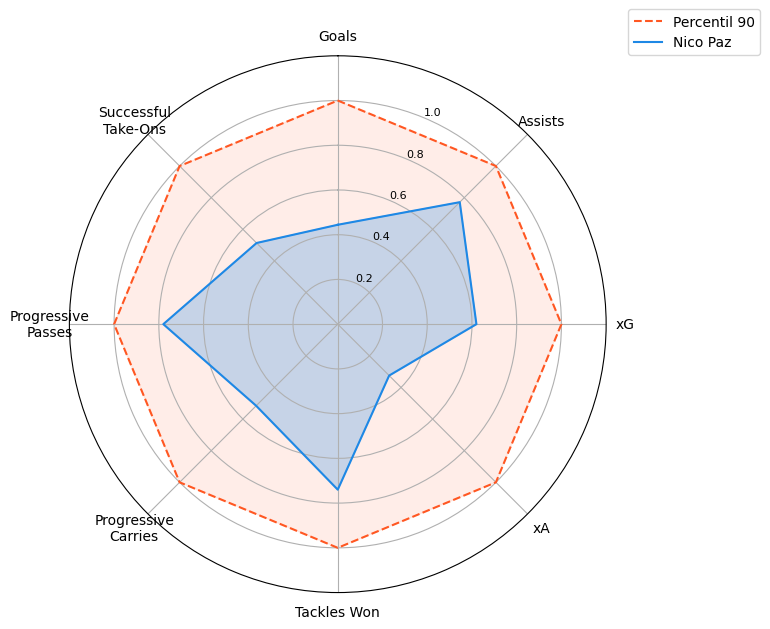 Percentil 90
Nico Paz
Goals
Successful
Take-Ons
Assists
1.0
0.8
0.6
0.4
0.2
Progressive
Passes
xG
Progressive
Carries
xA
Tackles Won